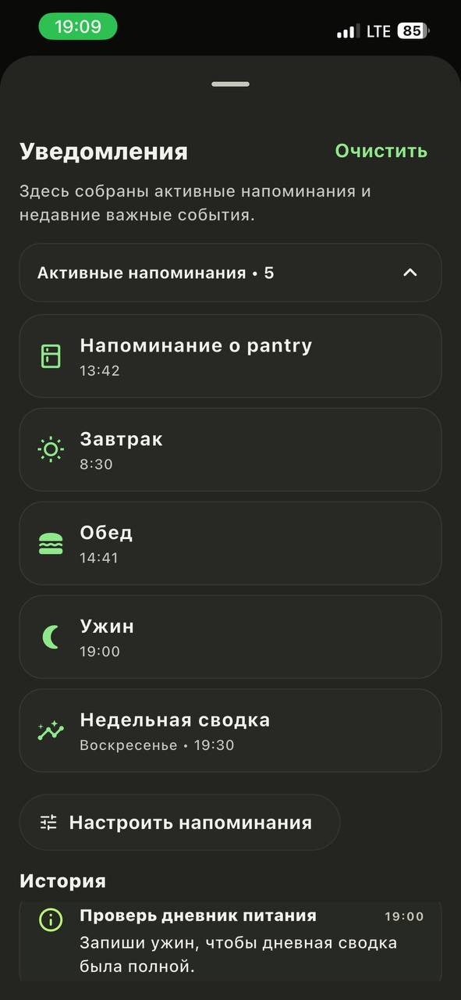 19:09
LTE 85
Уведомления
Очистить
Здесь собраны активные напоминания и
недавние важные события.
Активные напоминания • 5
Напоминание о pantry
13:42
Завтрак
8:30
Обед
14:41
Ужин
19:00
Недельная сводка
Воскресенье • 19:30
Настроить напоминания
История
Проверь дневник питания
19:00
Запиши ужин, чтобы дневная сводка
была полной.